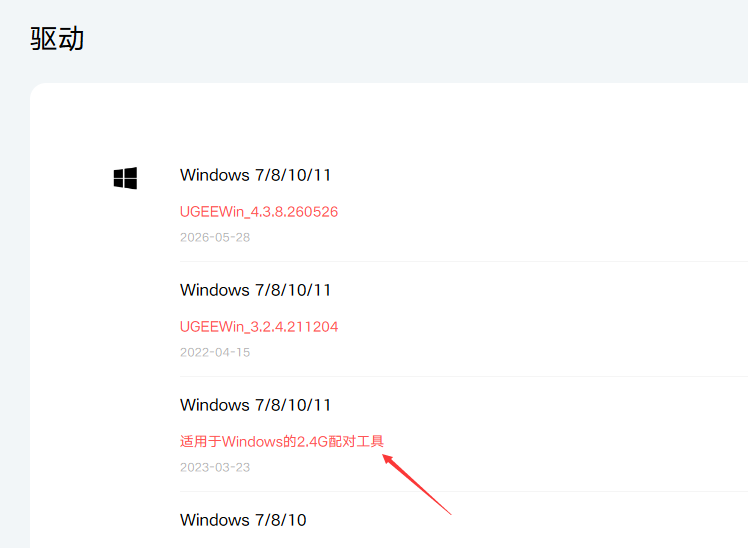 驱动
Windows 7/8/10/11
UGEEWin_4.3.8.260526
2026-05-28
Windows 7/8/10/11
UGEEWin_3.2.4.211204
2022-04-15
Windows 7/8/10/11
适用于Windows的2.4G配对工具
2023-03-23
Windows 7/8/10